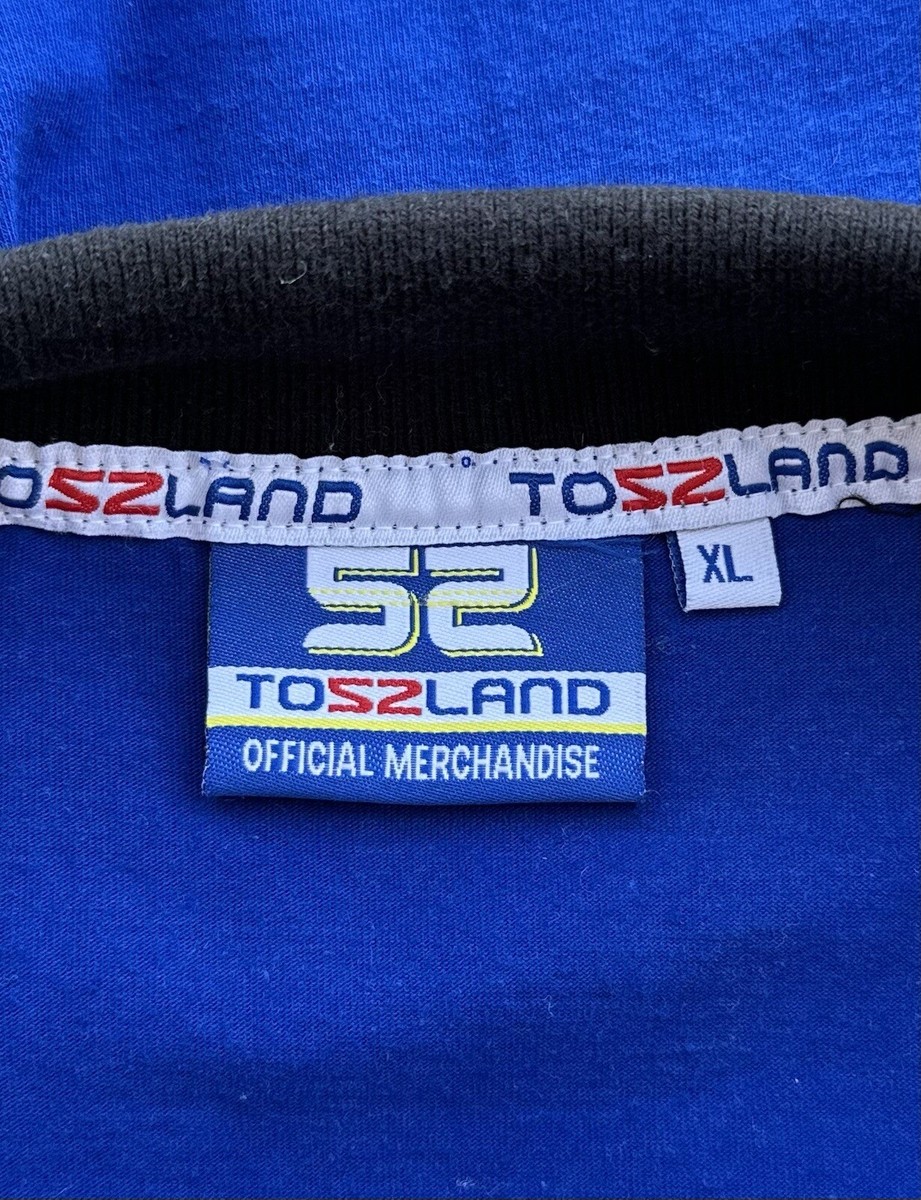 TO52LAND TO52LAND
XL
52
TO52LAND
OFFICIAL MERCHANDISE